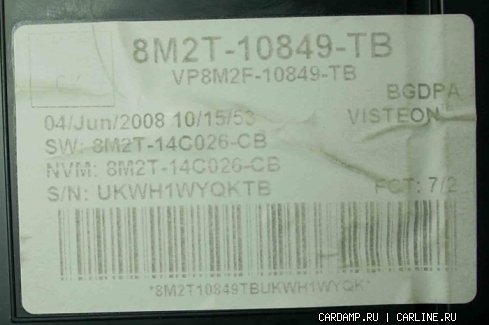 8M2T-10849-TB
VP8M2F-10849-TB
BGDPA
04/Jun/2008 10/15/53
VISTEON
SW: 8M2T-14C026-CB
NVM: 8M2T-14C026-CB
S/N: UKWH1WYQKTB
FCT: 7/2
*8M2T10849TBUKWH1WYQK*
CARDAMP.RU | CARLINE.RU